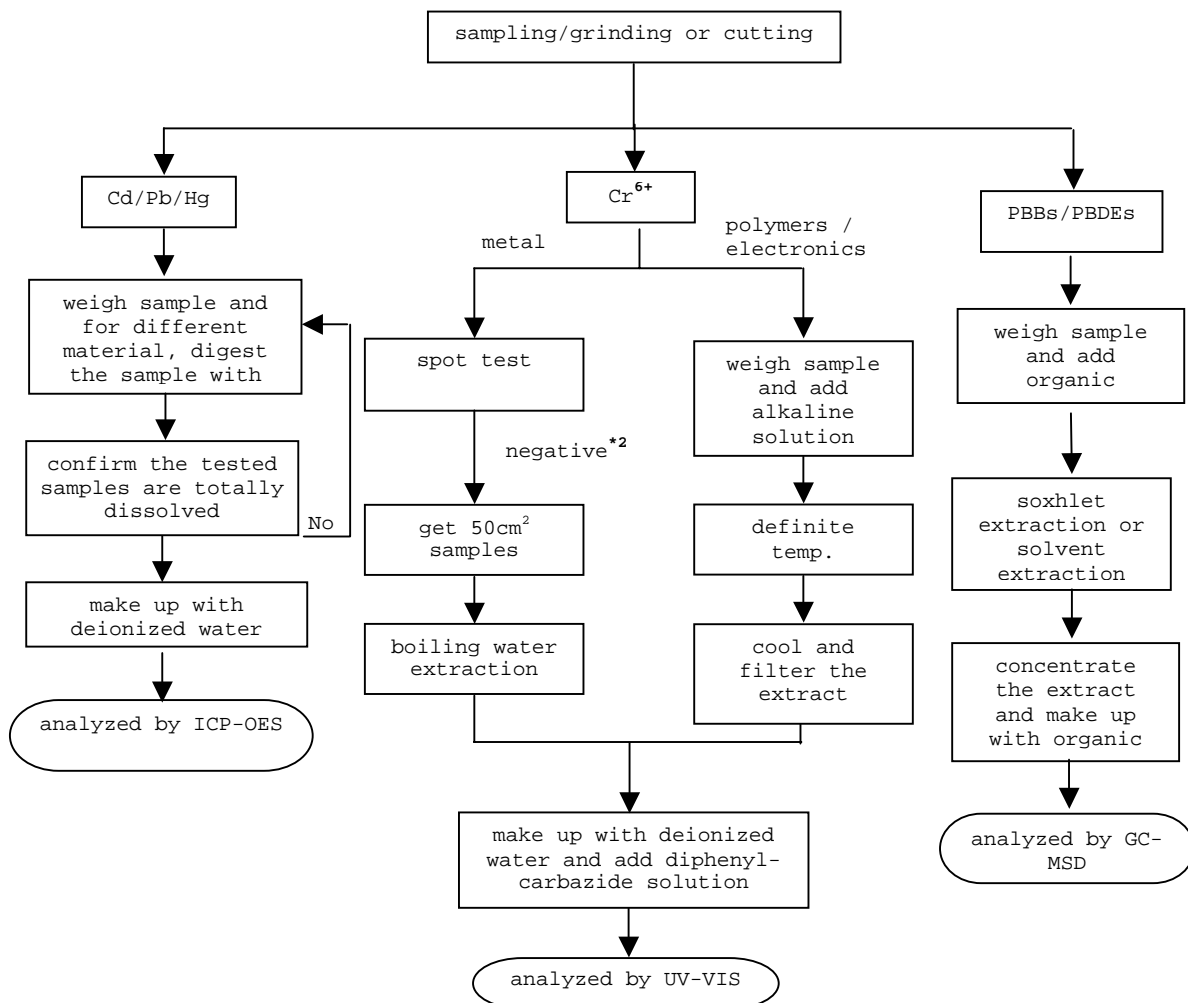 sampling/grinding or cutting
Cd/Pb/Hg
weigh sample and
for different
material, digest
the sample with
confirm the tested
samples are totally
dissolved
No
make up with
deionized water
analyzed by ICP-OES
Cr⁶⁺
metal
spot test
negative*²
get 50cm²
samples
boiling water
extraction
polymers /
electronics
weigh sample
and add
alkaline
solution
definite
temp.
cool and
filter the
extract
make up with deionized
water and add diphenyl-
carbazide solution
analyzed by UV-VIS
PBBs/PBDEs
weigh sample
and add
organic
soxhlet
extraction or
solvent
extraction
concentrate
the extract
and make up
with organic
analyzed by GC-
MSD